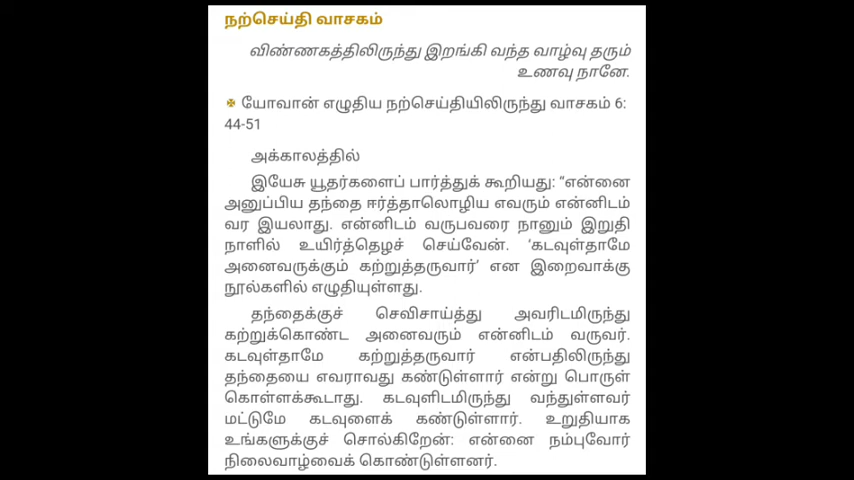 நற்செய்தி வாசகம்
விண்ணகத்திலிருந்து இறங்கி வந்த வாழ்வு தரும்
உணவு நானே.
✠ யோவான் எழுதிய நற்செய்தியிலிருந்து வாசகம் 6:
44-51
அக்காலத்தில்
இயேசு யூதர்களைப் பார்த்துக் கூறியது: “என்னை
அனுப்பிய தந்தை ஈர்த்தாலொழிய எவரும் என்னிடம்
வர இயலாது. என்னிடம் வருபவரை நானும் இறுதி
நாளில் உயிர்த்தெழச் செய்வேன். ‘கடவுள்தாமே
அனைவருக்கும் கற்றுத்தருவார்’ என இறைவாக்கு
நூல்களில் எழுதியுள்ளது.
தந்தைக்குச் செவிசாய்த்து அவரிடமிருந்து
கற்றுக்கொண்ட அனைவரும் என்னிடம் வருவர்.
கடவுள்தாமே கற்றுத்தருவார் என்பதிலிருந்து
தந்தையை எவராவது கண்டுள்ளார் என்று பொருள்
கொள்ளக்கூடாது. கடவுளிடமிருந்து வந்துள்ளவர்
மட்டுமே கடவுளைக் கண்டுள்ளார். உறுதியாக
உங்களுக்குச் சொல்கிறேன்: என்னை நம்புவோர்
நிலைவாழ்வைக் கொண்டுள்ளனர்.